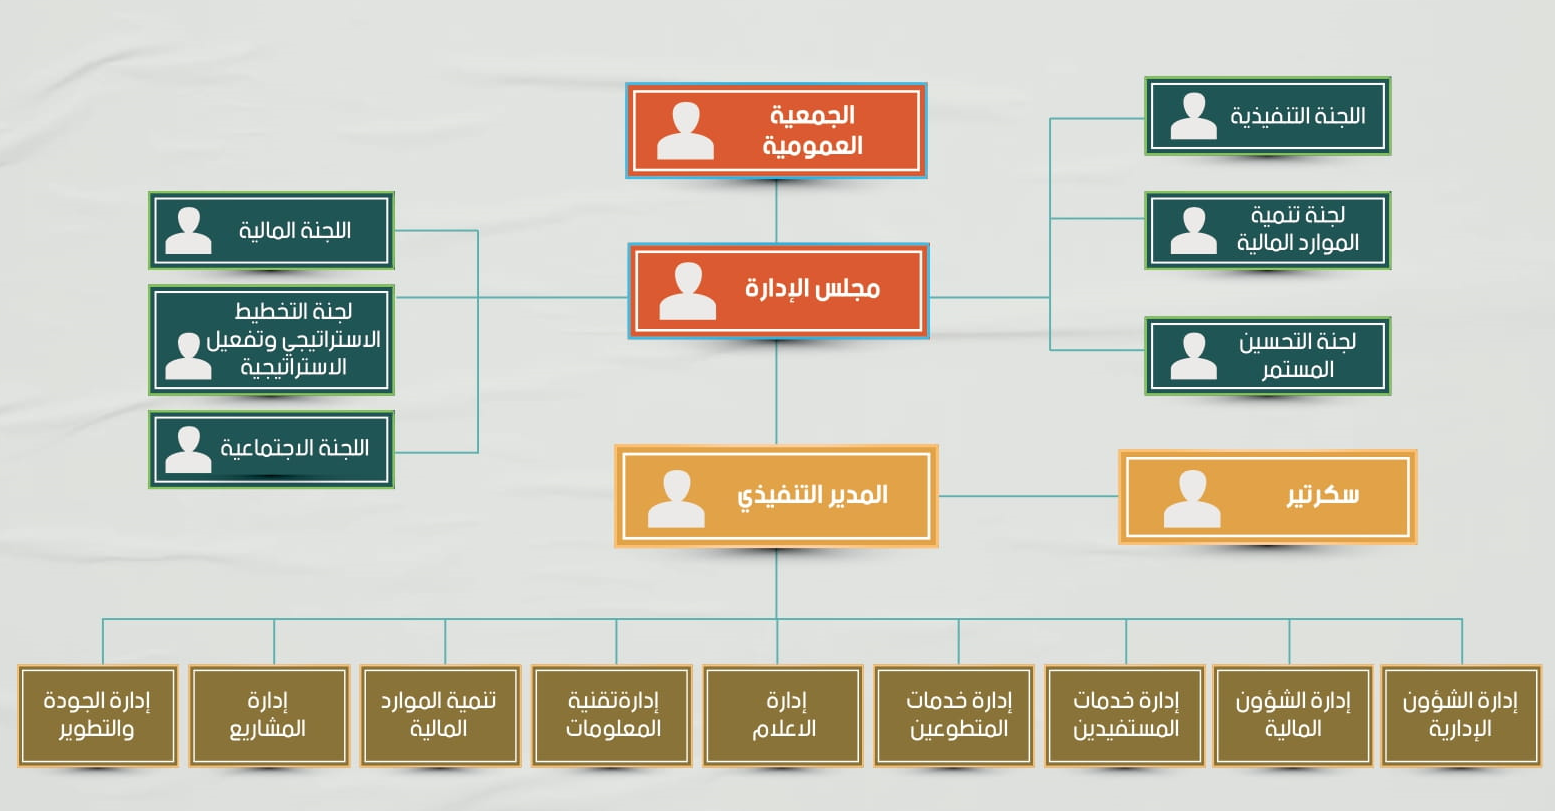 الجمعية
العمومية
مجلس الإدارة
اللجنة التنفيذية
لجنة تنمية
الموارد المالية
لجنة التحسين
المستمر
اللجنة المالية
لجنة التخطيط
الاستراتيجي وتفعيل
الاستراتيجية
اللجنة الاجتماعية
المدير التنفيذي
سكرتير
إدارة الشؤون
الإدارية
إدارة الشؤون
المالية
إدارة خدمات
المستفيدين
إدارة خدمات
المتطوعين
إدارة
الاعلام
إدارةتقنية
المعلومات
تنمية الموارد
المالية
إدارة
المشاريع
إدارة الجودة
والتطوير